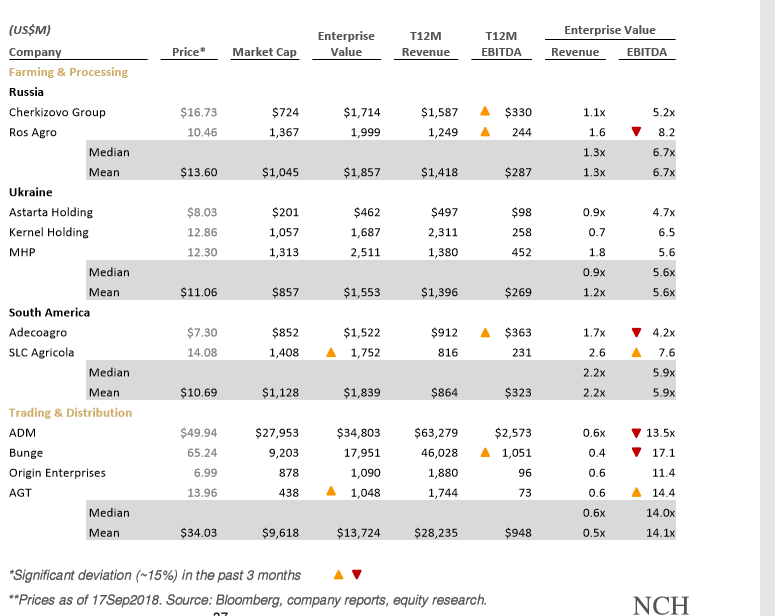 (US$M) Enterprise T12M T12M Enterprise Value
Company Price* Market Cap Value Revenue EBITDA Revenue EBITDA
Farming & Processing
Russia
Cherkizovo Group $16.73 $724 $1,714 $1,587 ▲ $330 1.1x 5.2x
Ros Agro 10.46 1,367 1,999 1,249 ▲ 244 1.6 ▼ 8.2
Median 1.3x 6.7x
Mean $13.60 $1,045 $1,857 $1,418 $287 1.3x 6.7x
Ukraine
Astarta Holding $8.03 $201 $462 $497 $98 0.9x 4.7x
Kernel Holding 12.86 1,057 1,687 2,311 258 0.7 6.5
MHP 12.30 1,313 2,511 1,380 452 1.8 5.6
Median 0.9x 5.6x
Mean $11.06 $857 $1,553 $1,396 $269 1.2x 5.6x
South America
Adecoagro $7.30 $852 $1,522 $912 ▲ $363 1.7x ▼ 4.2x
SLC Agricola 14.08 1,408 ▲ 1,752 816 231 2.6 ▲ 7.6
Median 2.2x 5.9x
Mean $10.69 $1,128 $1,839 $864 $323 2.2x 5.9x
Trading & Distribution
ADM $49.94 $27,953 $34,803 $63,279 $2,573 0.6x ▼ 13.5x
Bunge 65.24 9,203 17,951 46,028 ▲ 1,051 0.4 ▼ 17.1
Origin Enterprises 6.99 878 1,090 1,880 96 0.6 11.4
AGT 13.96 438 ▲ 1,048 1,744 73 0.6 ▲ 14.4
Median 0.6x 14.0x
Mean $34.03 $9,618 $13,724 $28,235 $948 0.5x 14.1x
*Significant deviation (~15%) in the past 3 months ▲ ▼
**Prices as of 17Sep2018. Source: Bloomberg, company reports, equity research.
NCH